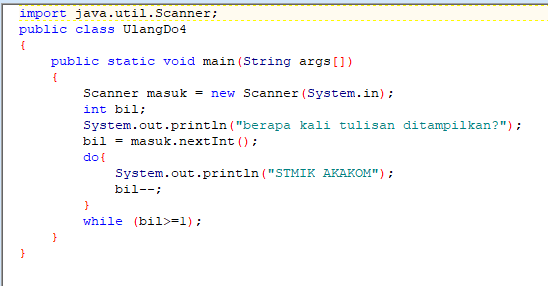 import java.util.Scanner;
public class UlangDo4
{
    public static void main(String args[])
    {
        Scanner masuk = new Scanner(System.in);
        int bil;
        System.out.println("berapa kali tulisan ditampilkan?");
        bil = masuk.nextInt();
        do{
            System.out.println("STMIK AKAKOM");
            bil--;
        }
        while (bil>=1);
    }
}